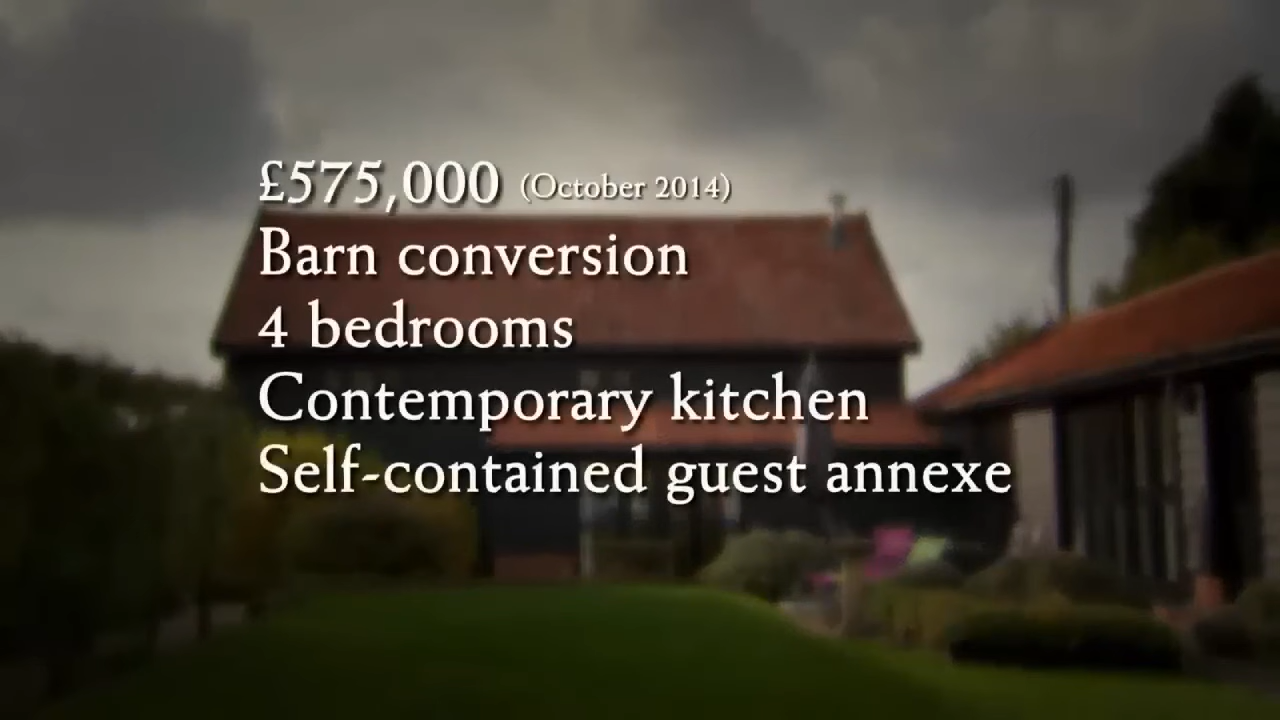 £575,000 (October 2014)
Barn conversion
4 bedrooms
Contemporary kitchen
Self-contained guest annexe